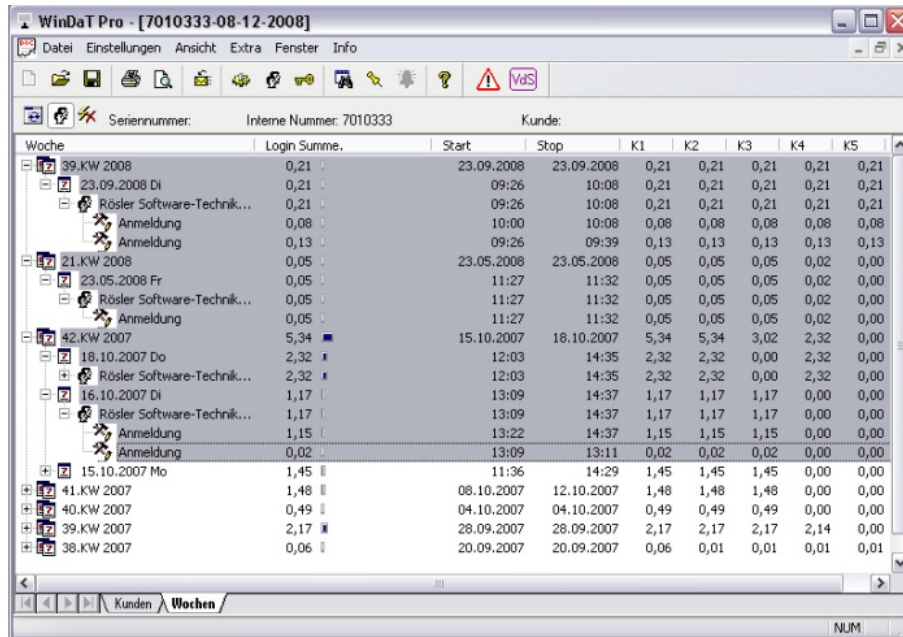 WinDaT Pro - [7010333-08-12-2008]
Datei Einstellungen Ansicht Extra Fenster Info
VdS
Seriennummer: Interne Nummer: 7010333 Kunde:
Woche Login Summe. Start Stop K1 K2 K3 K4 K5
39.KW 2008 0,21 23.09.2008 23.09.2008 0,21 0,21 0,21 0,21 0,21
23.09.2008 Di 0,21 09:26 10:08 0,21 0,21 0,21 0,21 0,21
Rösler Software-Technik... 0,21 09:26 10:08 0,21 0,21 0,21 0,21 0,21
Anmeldung 0,08 10:00 10:08 0,08 0,08 0,08 0,08 0,08
Anmeldung 0,13 09:26 09:39 0,13 0,13 0,13 0,13 0,13
21.KW 2008 0,05 23.05.2008 23.05.2008 0,05 0,05 0,05 0,02 0,00
23.05.2008 Fr 0,05 11:27 11:32 0,05 0,05 0,05 0,02 0,00
Rösler Software-Technik... 0,05 11:27 11:32 0,05 0,05 0,05 0,02 0,00
Anmeldung 0,05 11:27 11:32 0,05 0,05 0,05 0,02 0,00
42.KW 2007 5,34 15.10.2007 18.10.2007 5,34 5,34 3,02 2,32 0,00
18.10.2007 Do 2,32 12:03 14:35 2,32 2,32 0,00 2,32 0,00
Rösler Software-Technik... 2,32 12:03 14:35 2,32 2,32 0,00 2,32 0,00
16.10.2007 Di 1,17 13:09 14:37 1,17 1,17 1,17 0,00 0,00
Rösler Software-Technik... 1,17 13:09 14:37 1,17 1,17 1,17 0,00 0,00
Anmeldung 1,15 13:22 14:37 1,15 1,15 1,15 0,00 0,00
Anmeldung 0,02 13:09 13:11 0,02 0,02 0,02 0,00 0,00
15.10.2007 Mo 1,45 11:36 14:29 1,45 1,45 1,45 0,00 0,00
41.KW 2007 1,48 08.10.2007 12.10.2007 1,48 1,48 1,48 0,00 0,00
40.KW 2007 0,49 04.10.2007 04.10.2007 0,49 0,49 0,49 0,00 0,00
39.KW 2007 2,17 28.09.2007 28.09.2007 2,17 2,17 2,17 2,14 0,00
38.KW 2007 0,06 20.09.2007 20.09.2007 0,06 0,01 0,01 0,01 0,01
Kunden Wochen
NUM